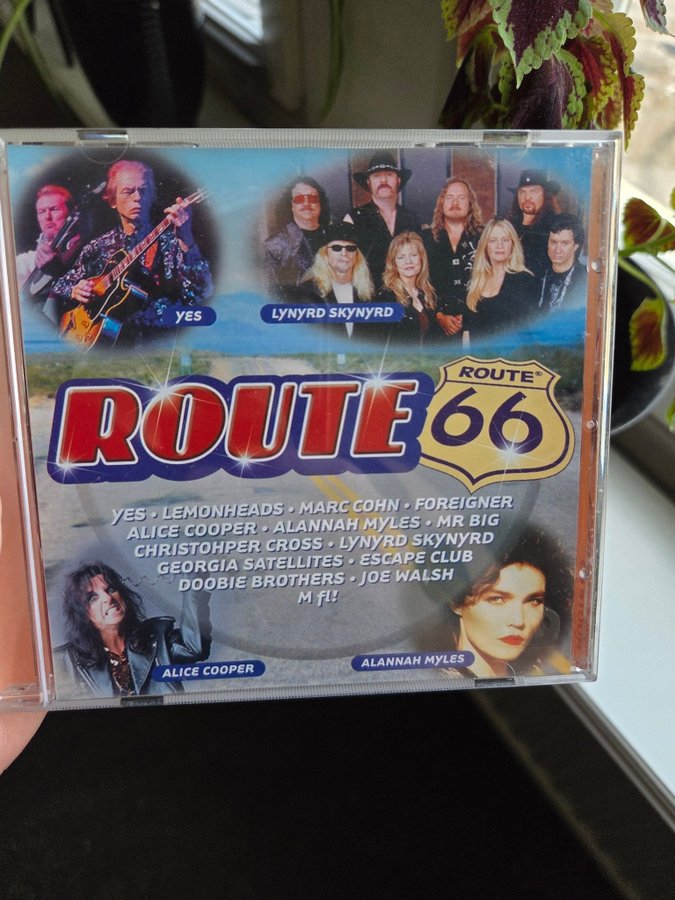 YES
LYNYRD SKYNYRD
ROUTE
ROUTE®
66
YES • LEMONHEADS • MARC COHN • FOREIGNER
ALICE COOPER • ALANNAH MYLES • MR BIG
CHRISTOHPER CROSS • LYNYRD SKYNYRD
GEORGIA SATELLITES • ESCAPE CLUB
DOOBIE BROTHERS • JOE WALSH
M fl!
ALICE COOPER
ALANNAH MYLES